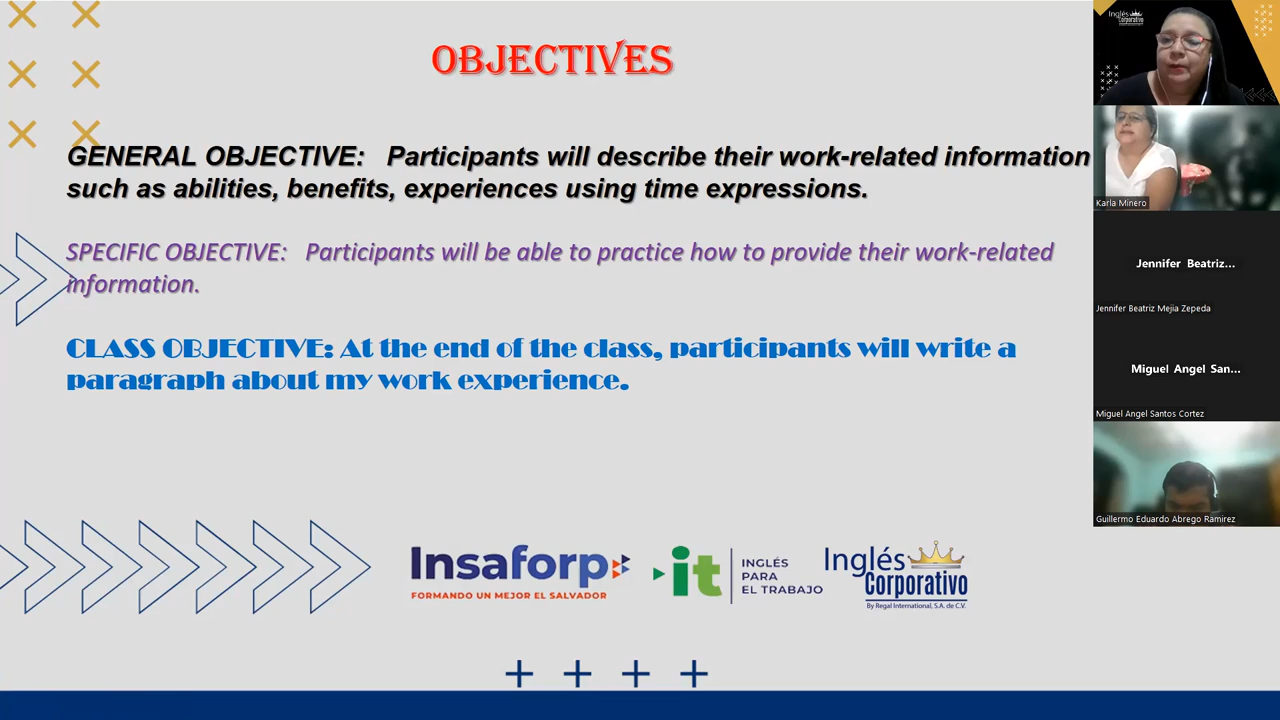 OBJECTIVES
GENERAL OBJECTIVE: Participants will describe their work-related information
such as abilities, benefits, experiences using time expressions.
SPECIFIC OBJECTIVE: Participants will be able to practice how to provide their work-related
information.
CLASS OBJECTIVE: At the end of the class, participants will write a
paragraph about my work experience.
Insaforp
FORMANDO UN MEJOR EL SALVADOR
it
INGLÉS
PARA
EL TRABAJO
Inglés
Corporativo
By Regal International, S.A. de C.V.
Inglés
Corporativo
Karla Minero
Jennifer Beatriz...
Jennifer Beatriz Mejia Zepeda
Miguel Angel San...
Miguel Angel Santos Cortez
Guillermo Eduardo Abrego Ramirez